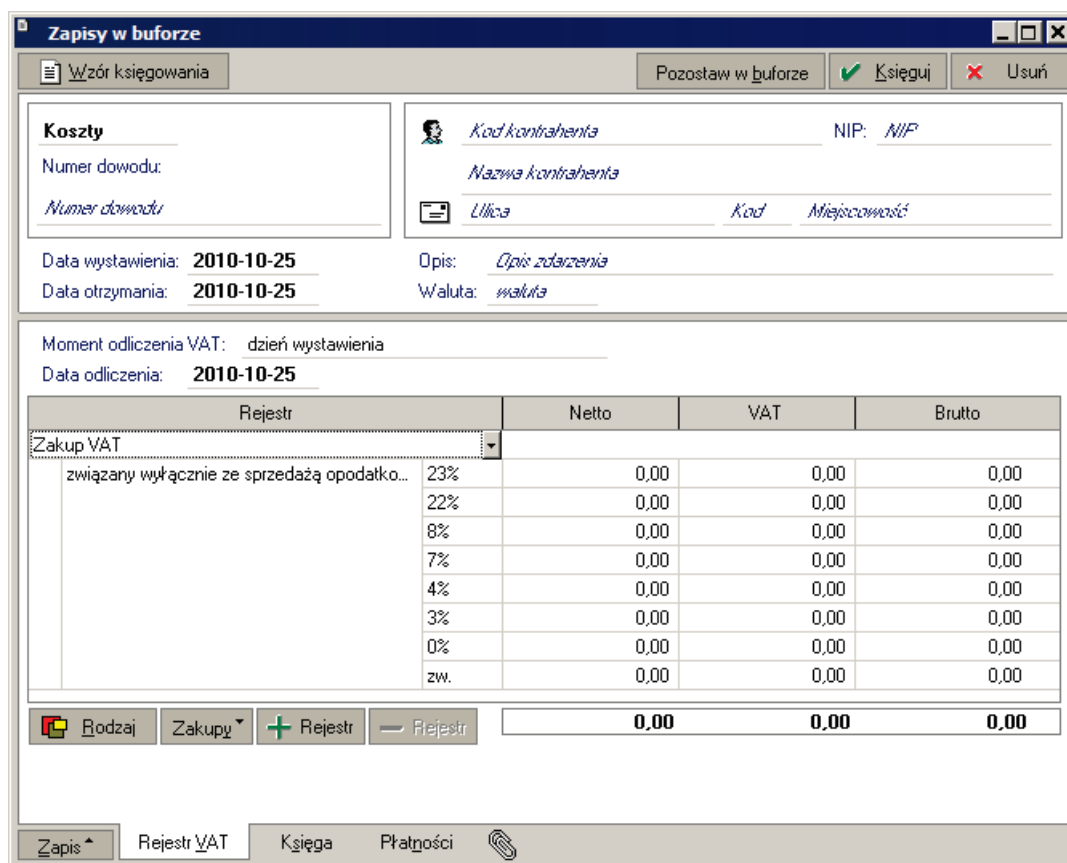 Zapisy w buforze
Wzór księgowania Pozostaw w buforze Księguj Usuń
Koszty
Kod kontrahenta NIP: NIP
Numer dowodu:
Nazwa kontrahenta
Numer dowodu
Ulica Kod Miejscowość
Data wystawienia: 2010-10-25 Opis: Opis zdarzenia
Data otrzymania: 2010-10-25 Waluta: waluta
Moment odliczenia VAT: dzień wystawienia
Data odliczenia: 2010-10-25
Rejestr Netto VAT Brutto
Zakup VAT
związany wyłącznie ze sprzedażą opodatko... 23% 0,00 0,00 0,00
22% 0,00 0,00 0,00
8% 0,00 0,00 0,00
7% 0,00 0,00 0,00
4% 0,00 0,00 0,00
3% 0,00 0,00 0,00
0% 0,00 0,00 0,00
zw. 0,00 0,00 0,00
Rodzaj Zakupy Rejestr Rejestr 0,00 0,00 0,00
Zapis Rejestr VAT Księga Płatności